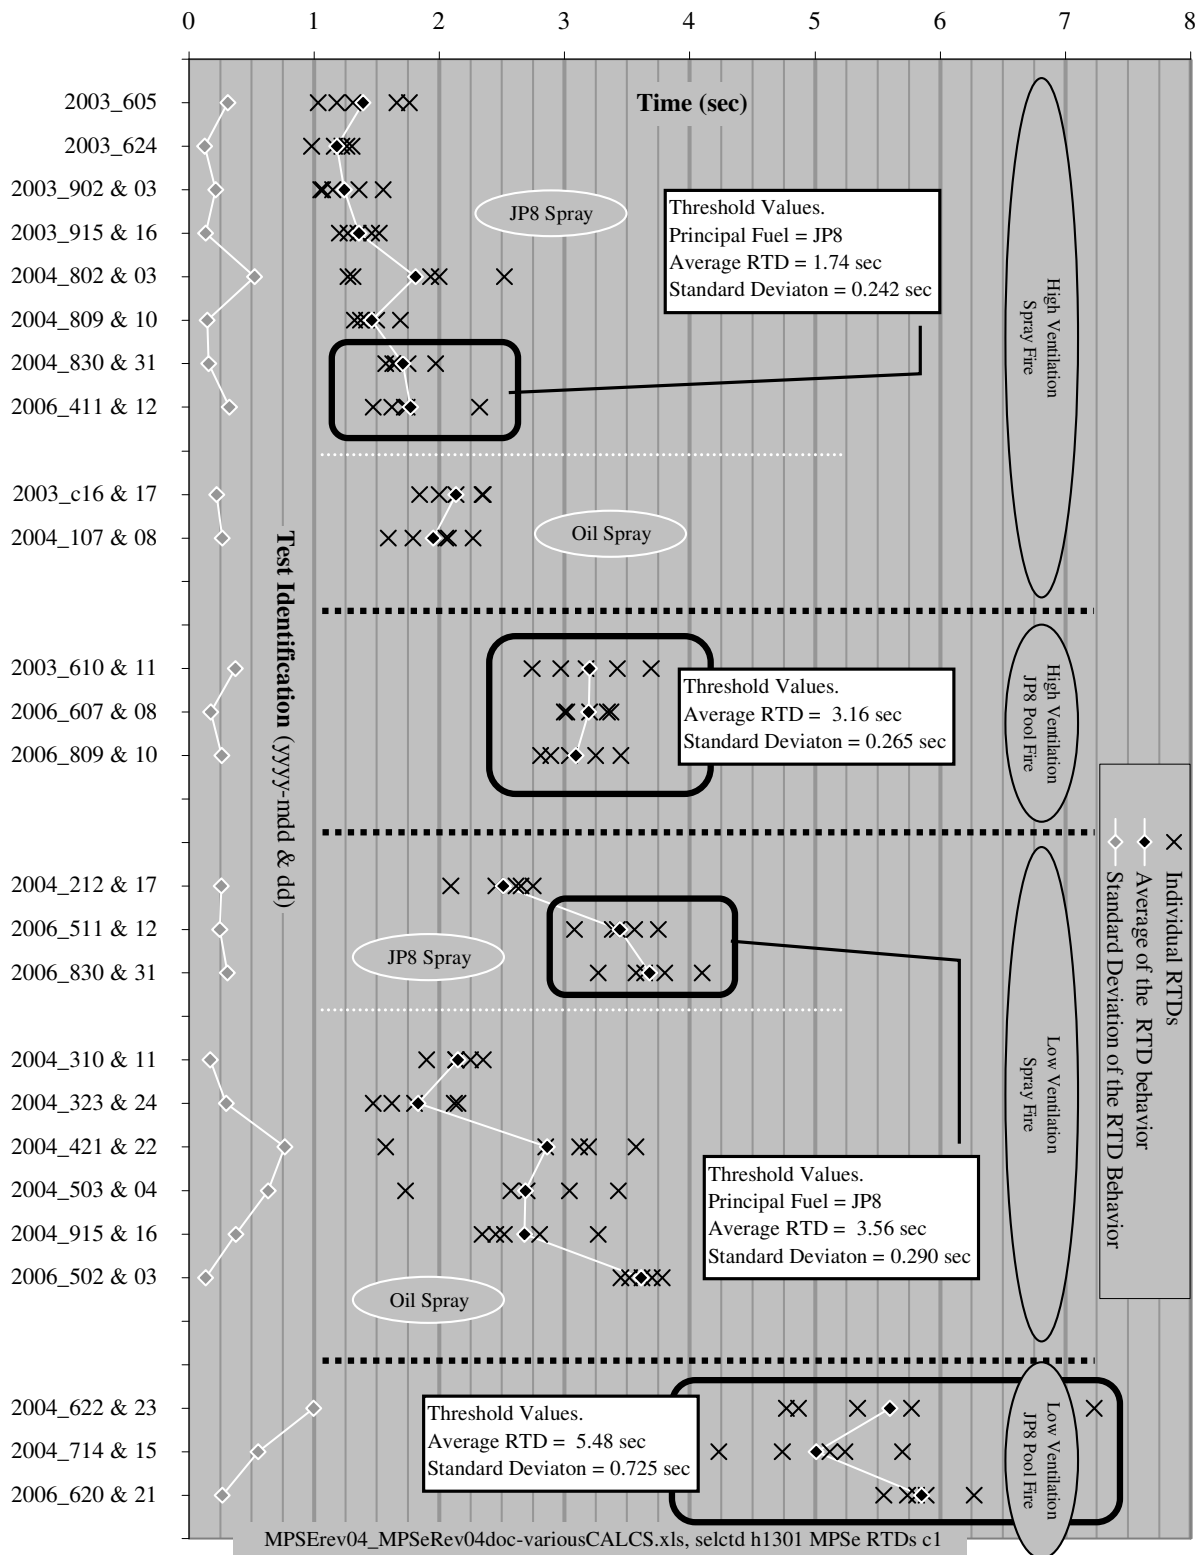 0 1 2 3 4 5 6 7 8
Time (sec)
2003_605
2003_624
2003_902 & 03
2003_915 & 16
2004_802 & 03
2004_809 & 10
2004_830 & 31
2006_411 & 12
2003_c16 & 17
2004_107 & 08
2003_610 & 11
2006_607 & 08
2006_809 & 10
2004_212 & 17
2006_511 & 12
2006_830 & 31
2004_310 & 11
2004_323 & 24
2004_421 & 22
2004_503 & 04
2004_915 & 16
2006_502 & 03
2004_622 & 23
2004_714 & 15
2006_620 & 21
Test Identification (yyyy-mdd & dd)
JP8 Spray
Threshold Values.
Principal Fuel = JP8
Average RTD = 1.74 sec
Standard Deviaton = 0.242 sec
High Ventilation
Spray Fire
Oil Spray
Threshold Values.
Average RTD = 3.16 sec
Standard Deviaton = 0.265 sec
High Ventilation
JP8 Pool Fire
Individual RTDs
Average of the RTD behavior
Standard Deviation of the RTD Behavior
JP8 Spray
Low Ventilation
Spray Fire
Threshold Values.
Principal Fuel = JP8
Average RTD = 3.56 sec
Standard Deviaton = 0.290 sec
Oil Spray
Threshold Values.
Average RTD = 5.48 sec
Standard Deviaton = 0.725 sec
Low Ventilation
JP8 Pool Fire
MPSErev04_MPSeRev04doc-variousCALCS.xls, selctd h1301 MPSe RTDs c1